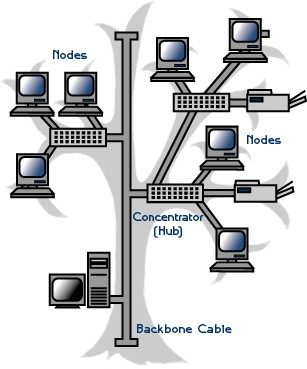 Nodes
Nodes
Concentrator
(Hub)
Backbone Cable